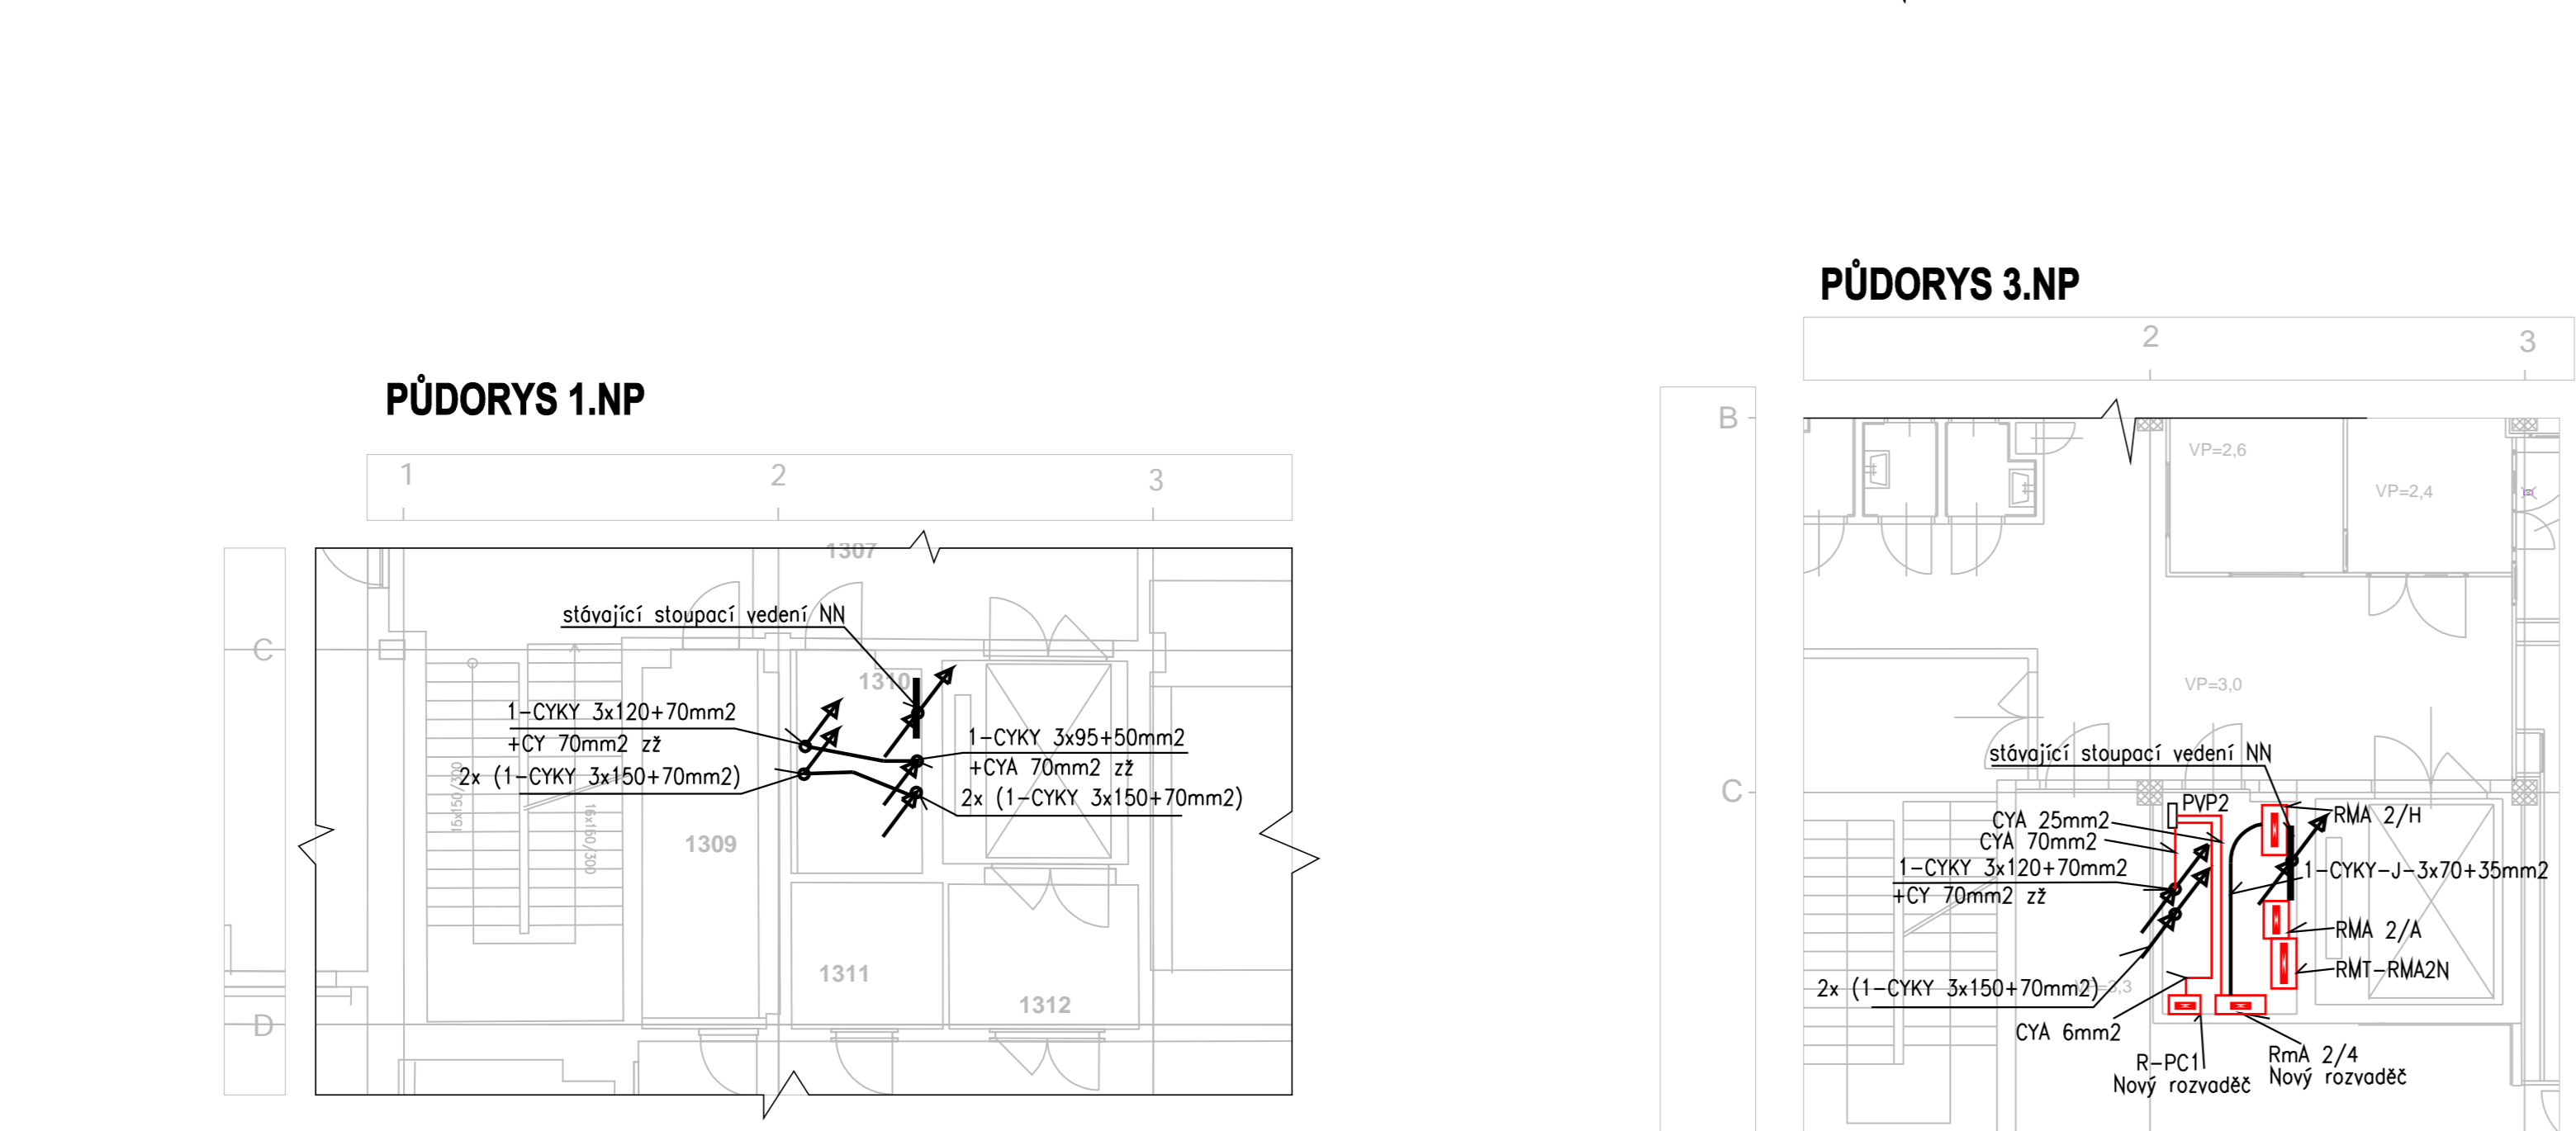 PŮDORYS 1.NP
1
2
3
1307
stávající stoupací vedení NN
C
1310
1-CYKY 3x120+70mm2
+CY 70mm2 zž
2x (1-CYKY 3x150+70mm2)
1-CYKY 3x95+50mm2
+CYA 70mm2 zž
2x (1-CYKY 3x150+70mm2)
15x150/300
16x150/300
1309
1311
1312
D
PŮDORYS 3.NP
2
3
B
VP=2,6
VP=2,4
VP=3,0
stávající stoupací vedení NN
C
PVP2
CYA 25mm2
CYA 70mm2
1-CYKY 3x120+70mm2
+CY 70mm2 zž
RMA 2/H
1-CYKY-J-3x70+35mm2
RMA 2/A
RMT-RMA2N
2x (1-CYKY 3x150+70mm2)
CYA 6mm2
R-PC1
Nový rozvaděč
RmA 2/4
Nový rozvaděč